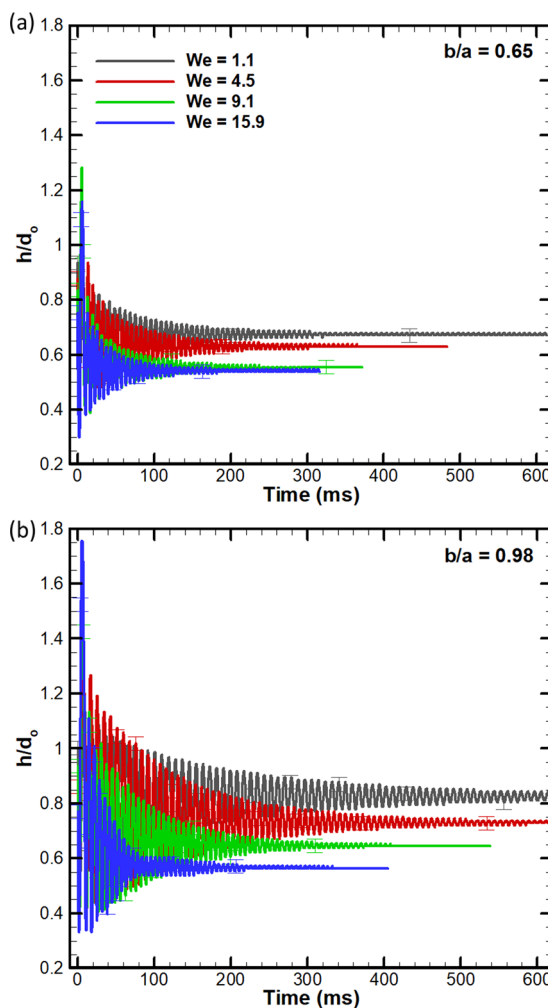 (a)
b/a = 0.65
We = 1.1
We = 4.5
We = 9.1
We = 15.9
h/dₒ
1.8
1.6
1.4
1.2
1
0.8
0.6
0.4
0.2
0 100 200 300 400 500 600
Time (ms)
(b)
b/a = 0.98
h/dₒ
1.8
1.6
1.4
1.2
1
0.8
0.6
0.4
0.2
0 100 200 300 400 500 600
Time (ms)